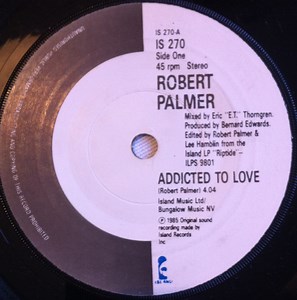 IS 270-A
IS 270
Side One
45 rpm Stereo
ROBERT
PALMER
Mixed by Eric "E.T." Thorngren.
Produced by Bernard Edwards.
Edited by Robert Palmer &
Lee Hamblin from the
Island LP "Riptide"–
ILPS 9801
ADDICTED TO LOVE
(Robert Palmer) 4.04
Island Music Ltd/
Bungalow Music NV
℗ 1985 Original sound
recording made by
Island Records
Inc